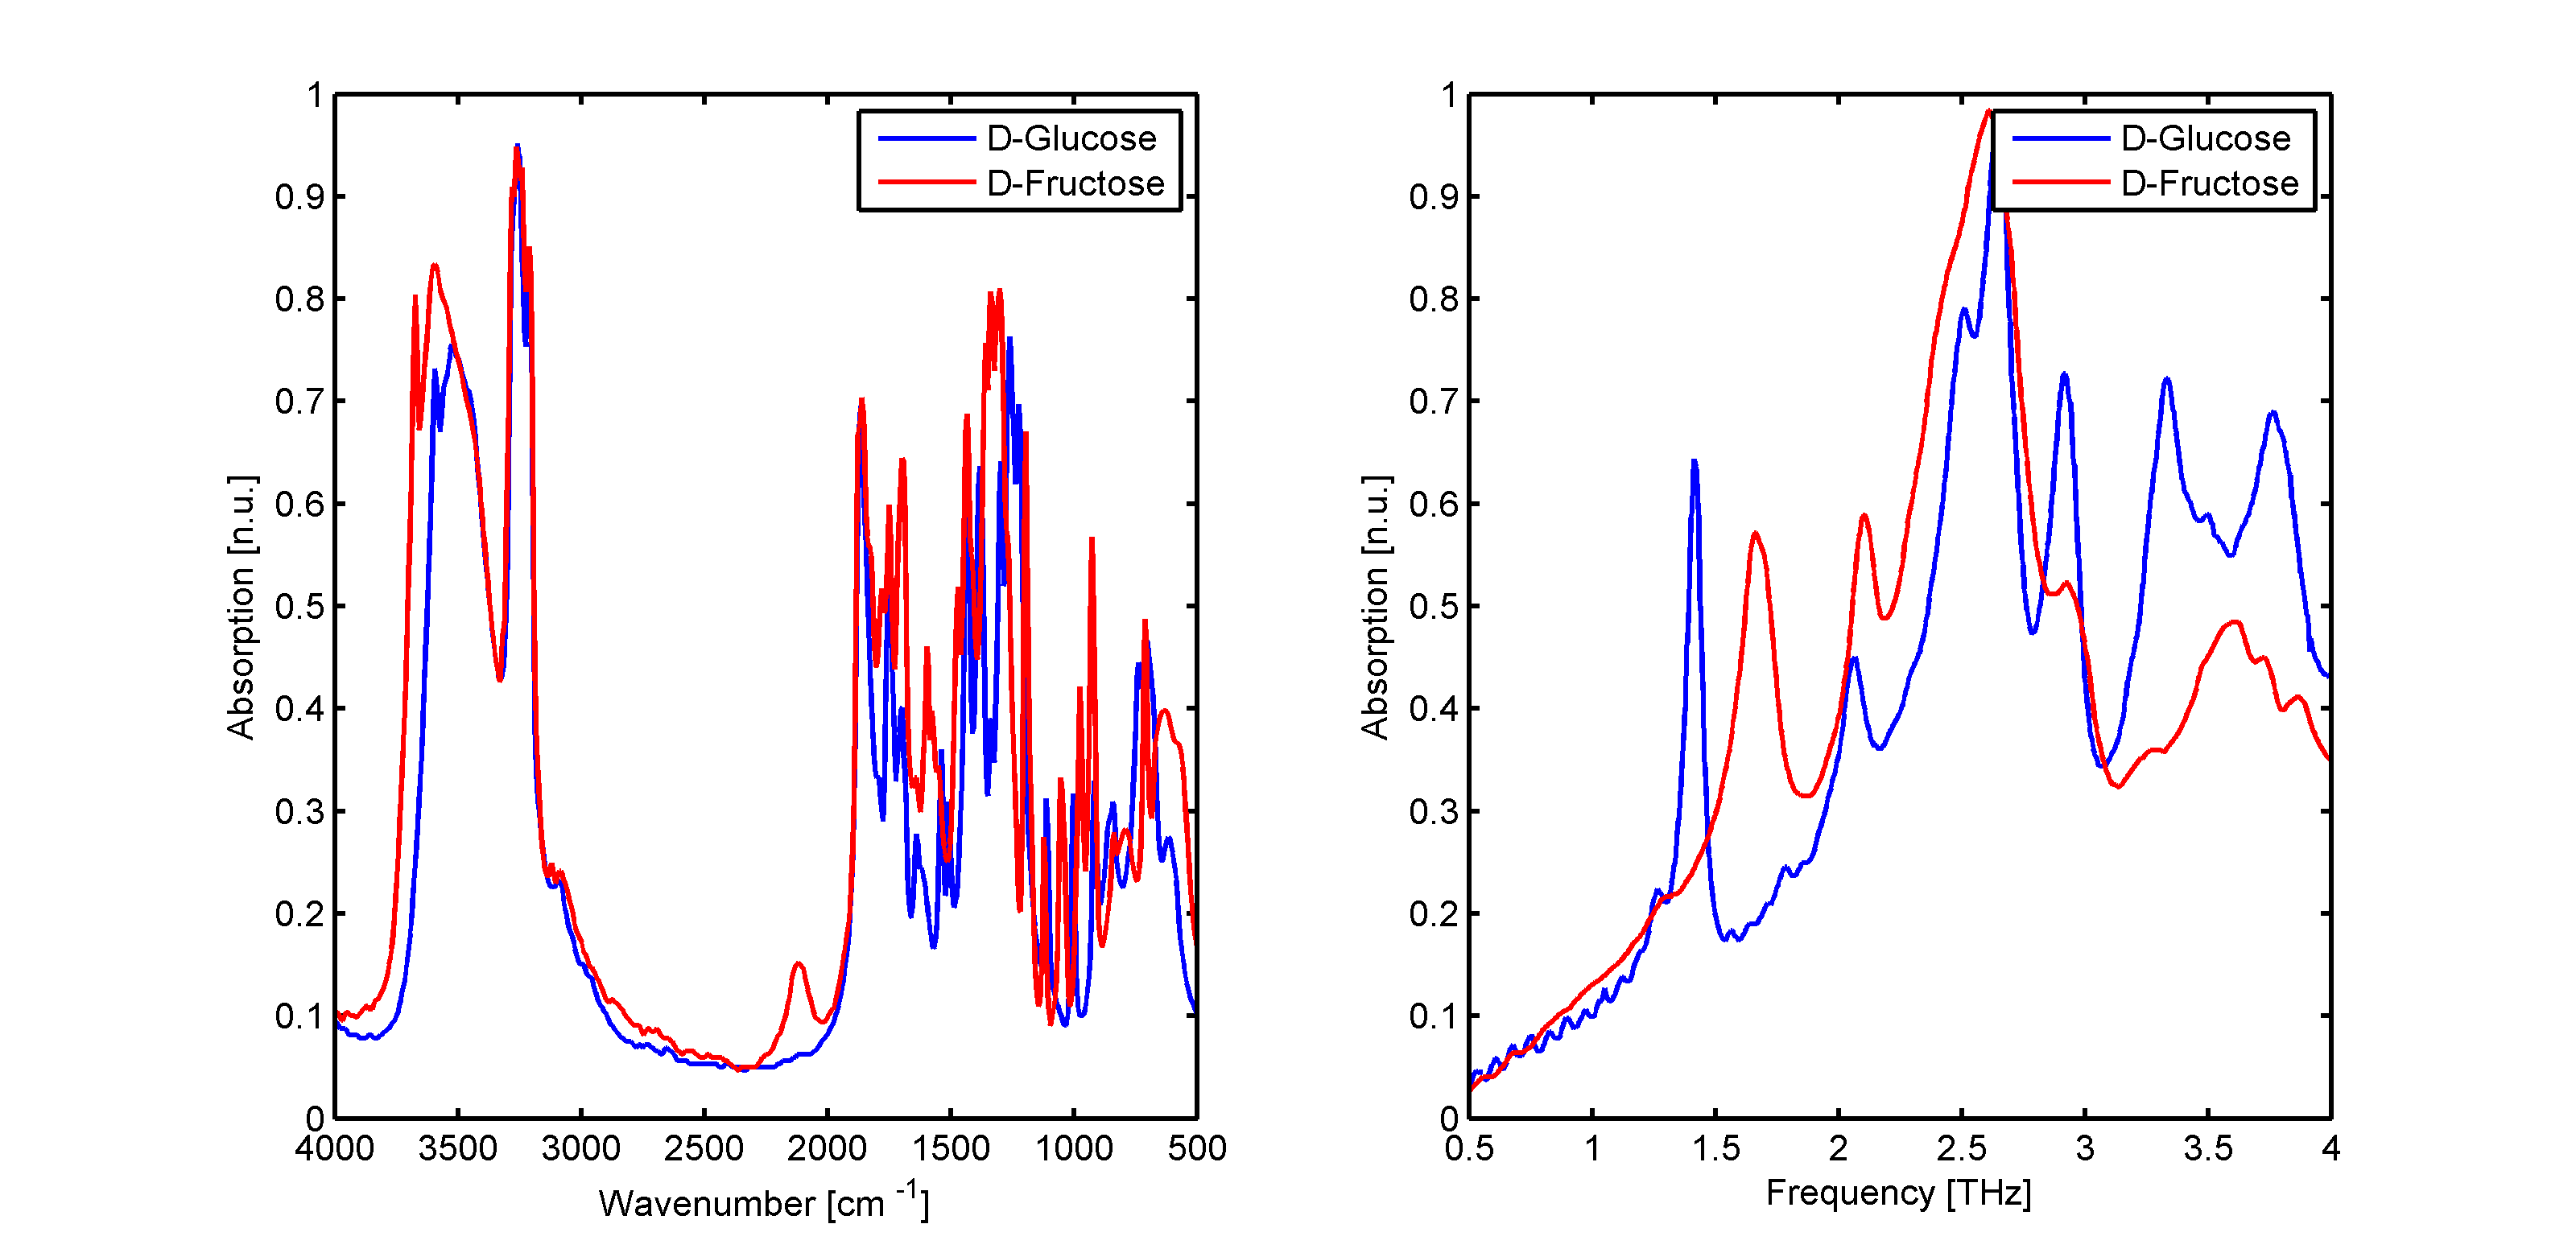 1
0.9
0.8
0.7
0.6
0.5
0.4
0.3
0.2
0.1
0
Absorption [n.u.]
4000 3500 3000 2500 2000 1500 1000 500
Wavenumber [cm -1]
D-Glucose
D-Fructose
1
0.9
0.8
0.7
0.6
0.5
0.4
0.3
0.2
0.1
0
Absorption [n.u.]
0.5 1 1.5 2 2.5 3 3.5 4
Frequency [THz]
D-Glucose
D-Fructose